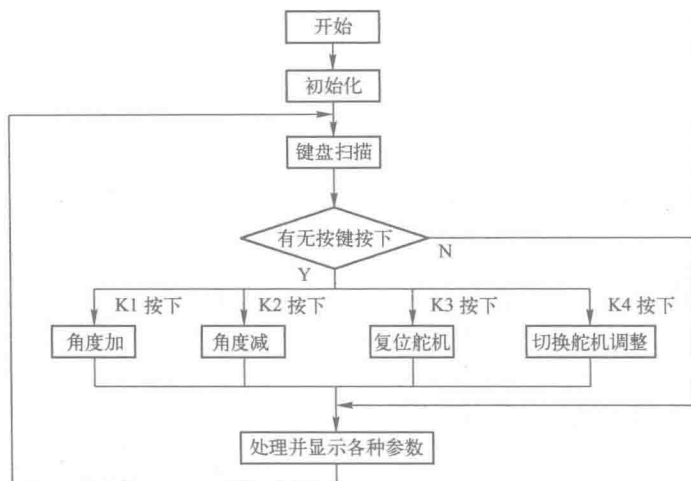 开始
初始化
键盘扫描
有无按键按下
N
Y
K1 按下
K2 按下
K3 按下
K4 按下
角度加
角度减
复位舵机
切换舵机调整
处理并显示各种参数